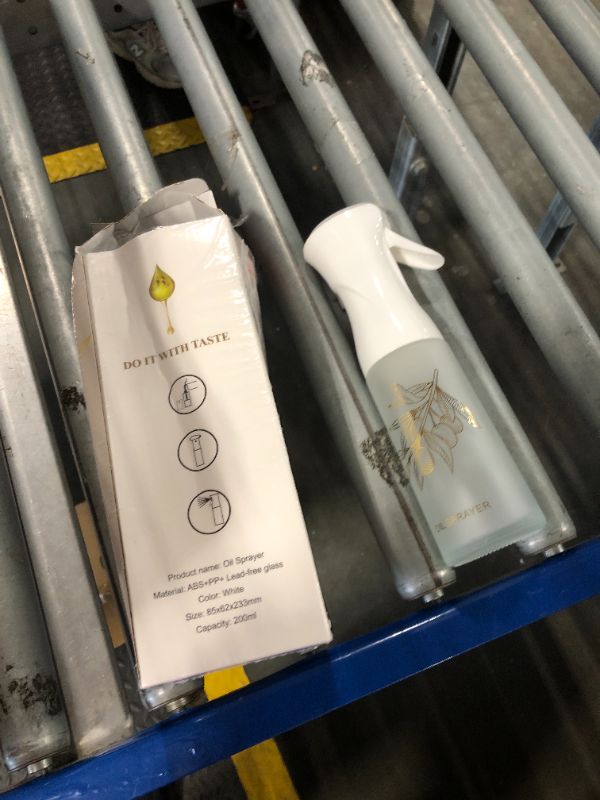 DO IT WITH TASTE
Product name: Oil Sprayer
Material: ABS+PP+ Lead-free glass
Color: White
Size: 85x62x233mm
Capacity: 200ml
OIL SPRAYER
2